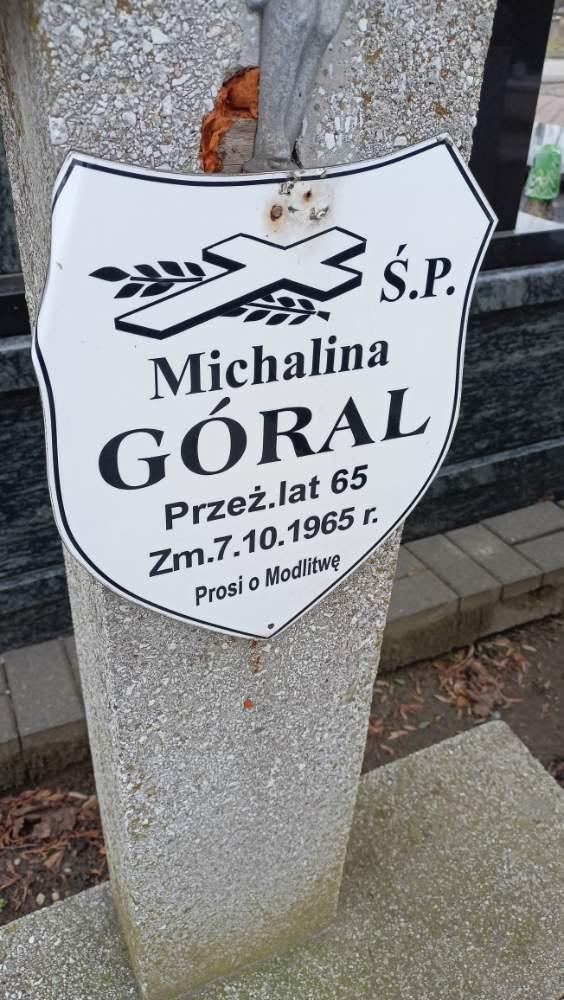 Ś.P.
Michalina
GÓRAL
Przeż.lat 65
Zm.7.10.1965 r.
Prosi o Modlitwę